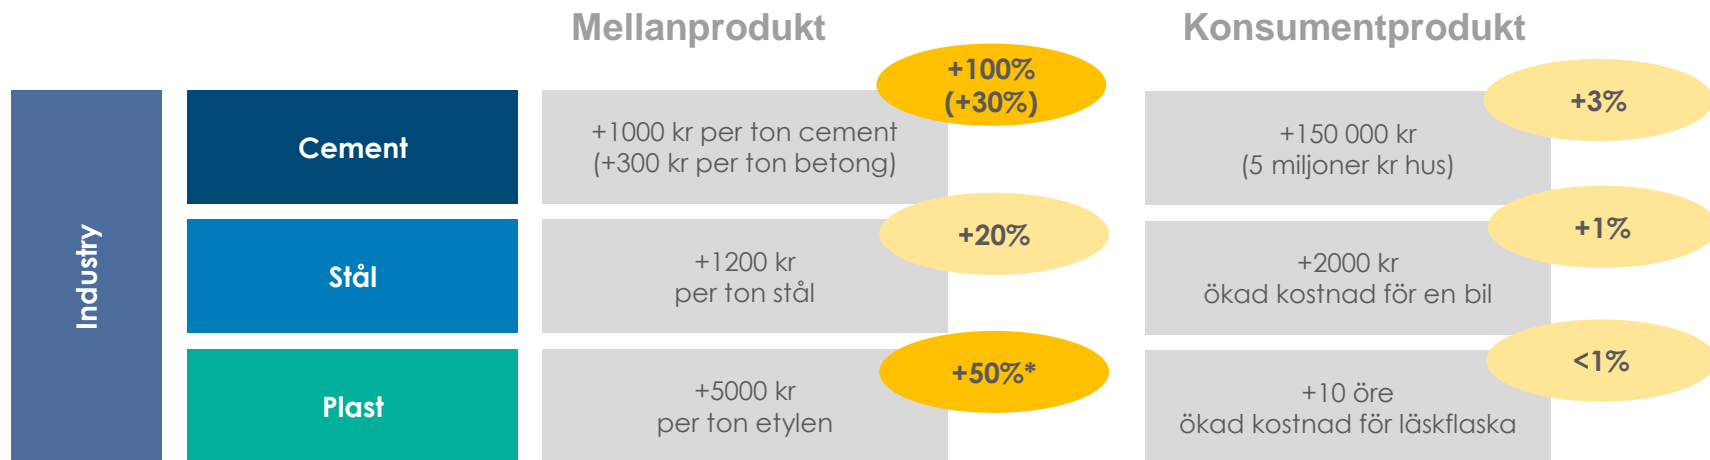 Mellanprodukt
Konsumentprodukt
Industry
Cement
+1000 kr per ton cement
(+300 kr per ton betong)
+100%
(+30%)
+150 000 kr
(5 miljoner kr hus)
+3%
Stål
+1200 kr
per ton stål
+20%
+2000 kr
ökad kostnad för en bil
+1%
Plast
+5000 kr
per ton etylen
+50%*
+10 öre
ökad kostnad för läskflaska
<1%